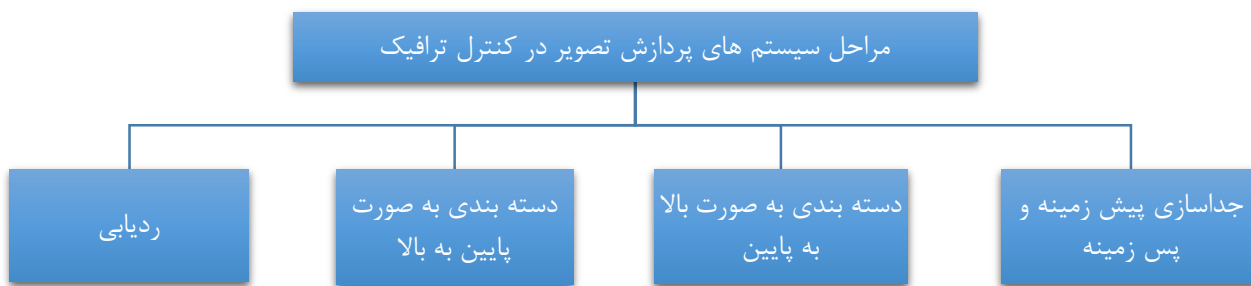 مراحل سیستم های پردازش تصویر در کنترل ترافیک
جداسازی پیش زمینه و
پس زمینه
دسته بندی به صورت بالا
به پایین
دسته بندی به صورت
پایین به بالا
ردیابی